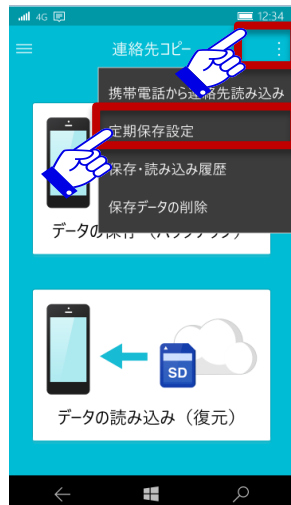 4G 12:34
連絡先コピー
携帯電話から連絡先読み込み
定期保存設定
保存・読み込み履歴
保存データの削除
データの保存（バックアップ）
SD
データの読み込み（復元）